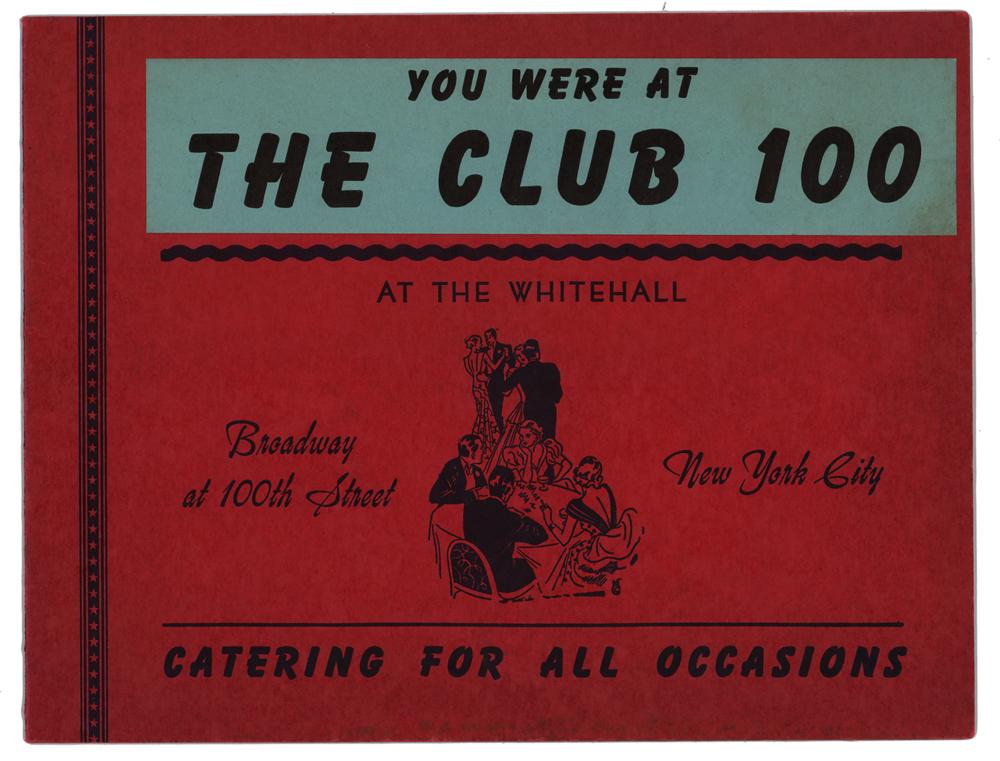 YOU WERE AT
THE CLUB 100
AT THE WHITEHALL
Broadway
at 100th Street
New York City
CATERING FOR ALL OCCASIONS